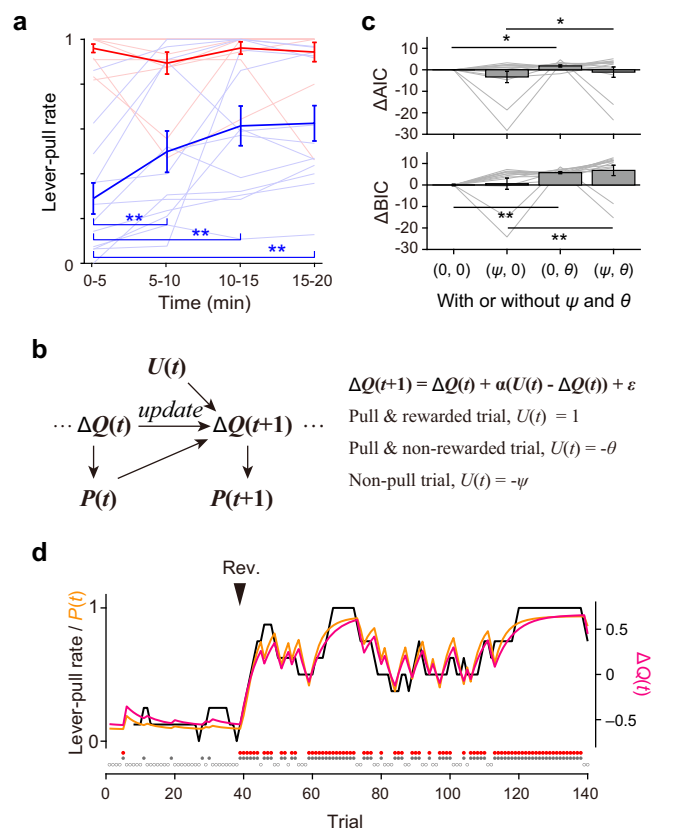 a
1
Lever-pull rate
0
**
**
**
0-5 5-10 10-15 15-20
Time (min)
c
*
*
10
0
-10
-20
-30
ΔAIC
10
0
-10
-20
-30
ΔBIC
**
**
(0, 0) (ψ, 0) (0, θ) (ψ, θ)
With or without ψ and θ
b
U(t)
··· ΔQ(t) update ΔQ(t+1) ···
P(t) P(t+1)
ΔQ(t+1) = ΔQ(t) + α(U(t) - ΔQ(t)) + ε
Pull & rewarded trial, U(t) = 1
Pull & non-rewarded trial, U(t) = -θ
Non-pull trial, U(t) = -ψ
d
Rev.
1
0
Lever-pull rate / P(t)
0.5
0
−0.5
ΔQ(t)
0 20 40 60 80 100 120 140
Trial